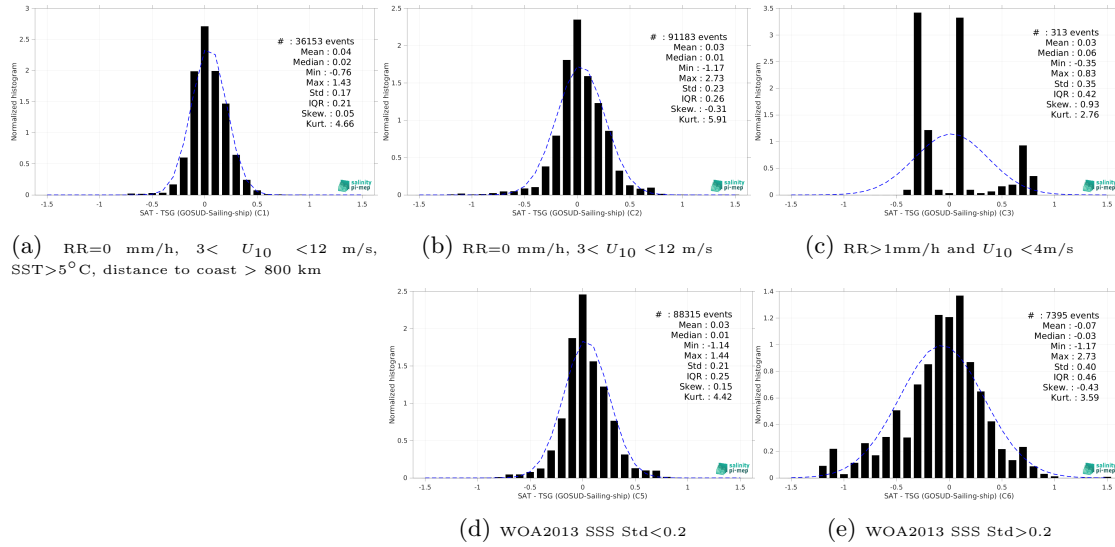 3
2.5
2
1.5
1
0.5
0
Normalized histogram
# : 36153 events
Mean : 0.04
Median : 0.02
Min : -0.76
Max : 1.43
Std : 0.17
IQR : 0.21
Skew. : 0.05
Kurt. : 4.66
salinity
pi-mep
-1.5 -1 -0.5 0 0.5 1 1.5
SAT - TSG (GOSUD-Sailing-ship) (C1)
(a) RR=0 mm/h, 3< U10 <12 m/s,
SST>5°C, distance to coast > 800 km
2.5
2
1.5
1
0.5
0
Normalized histogram
# : 91183 events
Mean : 0.03
Median : 0.01
Min : -1.17
Max : 2.73
Std : 0.23
IQR : 0.26
Skew. : -0.31
Kurt. : 5.91
salinity
pi-mep
-1.5 -1 -0.5 0 0.5 1 1.5
SAT - TSG (GOSUD-Sailing-ship) (C2)
(b) RR=0 mm/h, 3< U10 <12 m/s
3.5
3
2.5
2
1.5
1
0.5
0
Normalized histogram
# : 313 events
Mean : 0.03
Median : 0.06
Min : -0.35
Max : 0.83
Std : 0.35
IQR : 0.42
Skew. : 0.93
Kurt. : 2.76
salinity
pi-mep
-1.5 -1 -0.5 0 0.5 1 1.5
SAT - TSG (GOSUD-Sailing-ship) (C3)
(c) RR>1mm/h and U10 <4m/s
2.5
2
1.5
1
0.5
0
Normalized histogram
# : 88315 events
Mean : 0.03
Median : 0.01
Min : -1.14
Max : 1.44
Std : 0.21
IQR : 0.25
Skew. : 0.15
Kurt. : 4.42
salinity
pi-mep
-1.5 -1 -0.5 0 0.5 1 1.5
SAT - TSG (GOSUD-Sailing-ship) (C5)
(d) WOA2013 SSS Std<0.2
1.4
1.2
1
0.8
0.6
0.4
0.2
0
Normalized histogram
# : 7395 events
Mean : -0.07
Median : -0.03
Min : -1.17
Max : 2.73
Std : 0.40
IQR : 0.46
Skew. : -0.43
Kurt. : 3.59
salinity
pi-mep
-1.5 -1 -0.5 0 0.5 1 1.5
SAT - TSG (GOSUD-Sailing-ship) (C6)
(e) WOA2013 SSS Std>0.2